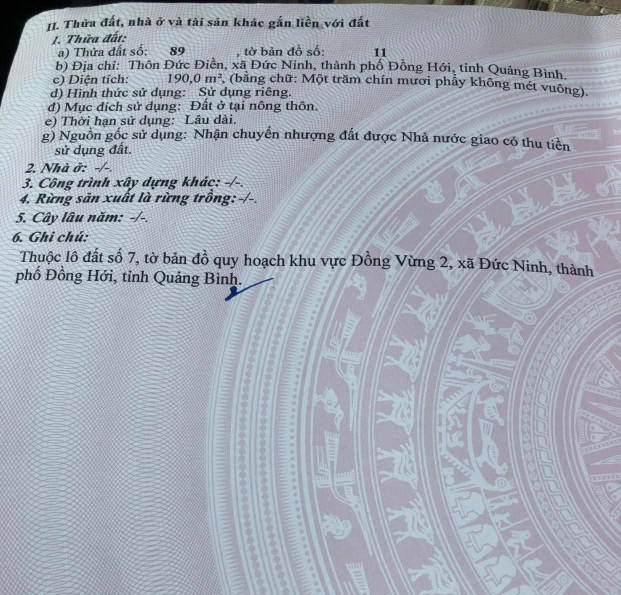 II. Thửa đất, nhà ở và tài sản khác gắn liền với đất
1. Thửa đất:
a) Thửa đất số: 89 , tờ bản đồ số: 11
b) Địa chỉ: Thôn Đức Điền, xã Đức Ninh, thành phố Đồng Hới, tỉnh Quảng Bình.
c) Diện tích: 190,0 m², (bằng chữ: Một trăm chín mươi phẩy không mét vuông).
d) Hình thức sử dụng: Sử dụng riêng.
đ) Mục đích sử dụng: Đất ở tại nông thôn.
e) Thời hạn sử dụng: Lâu dài.
g) Nguồn gốc sử dụng: Nhận chuyển nhượng đất được Nhà nước giao có thu tiền
sử dụng đất.
2. Nhà ở: -/-.
3. Công trình xây dựng khác: -/-.
4. Rừng sản xuất là rừng trồng: -/-.
5. Cây lâu năm: -/-.
6. Ghi chú:
Thuộc lô đất số 7, tờ bản đồ quy hoạch khu vực Đồng Vừng 2, xã Đức Ninh, thành
phố Đồng Hới, tỉnh Quảng Bình.